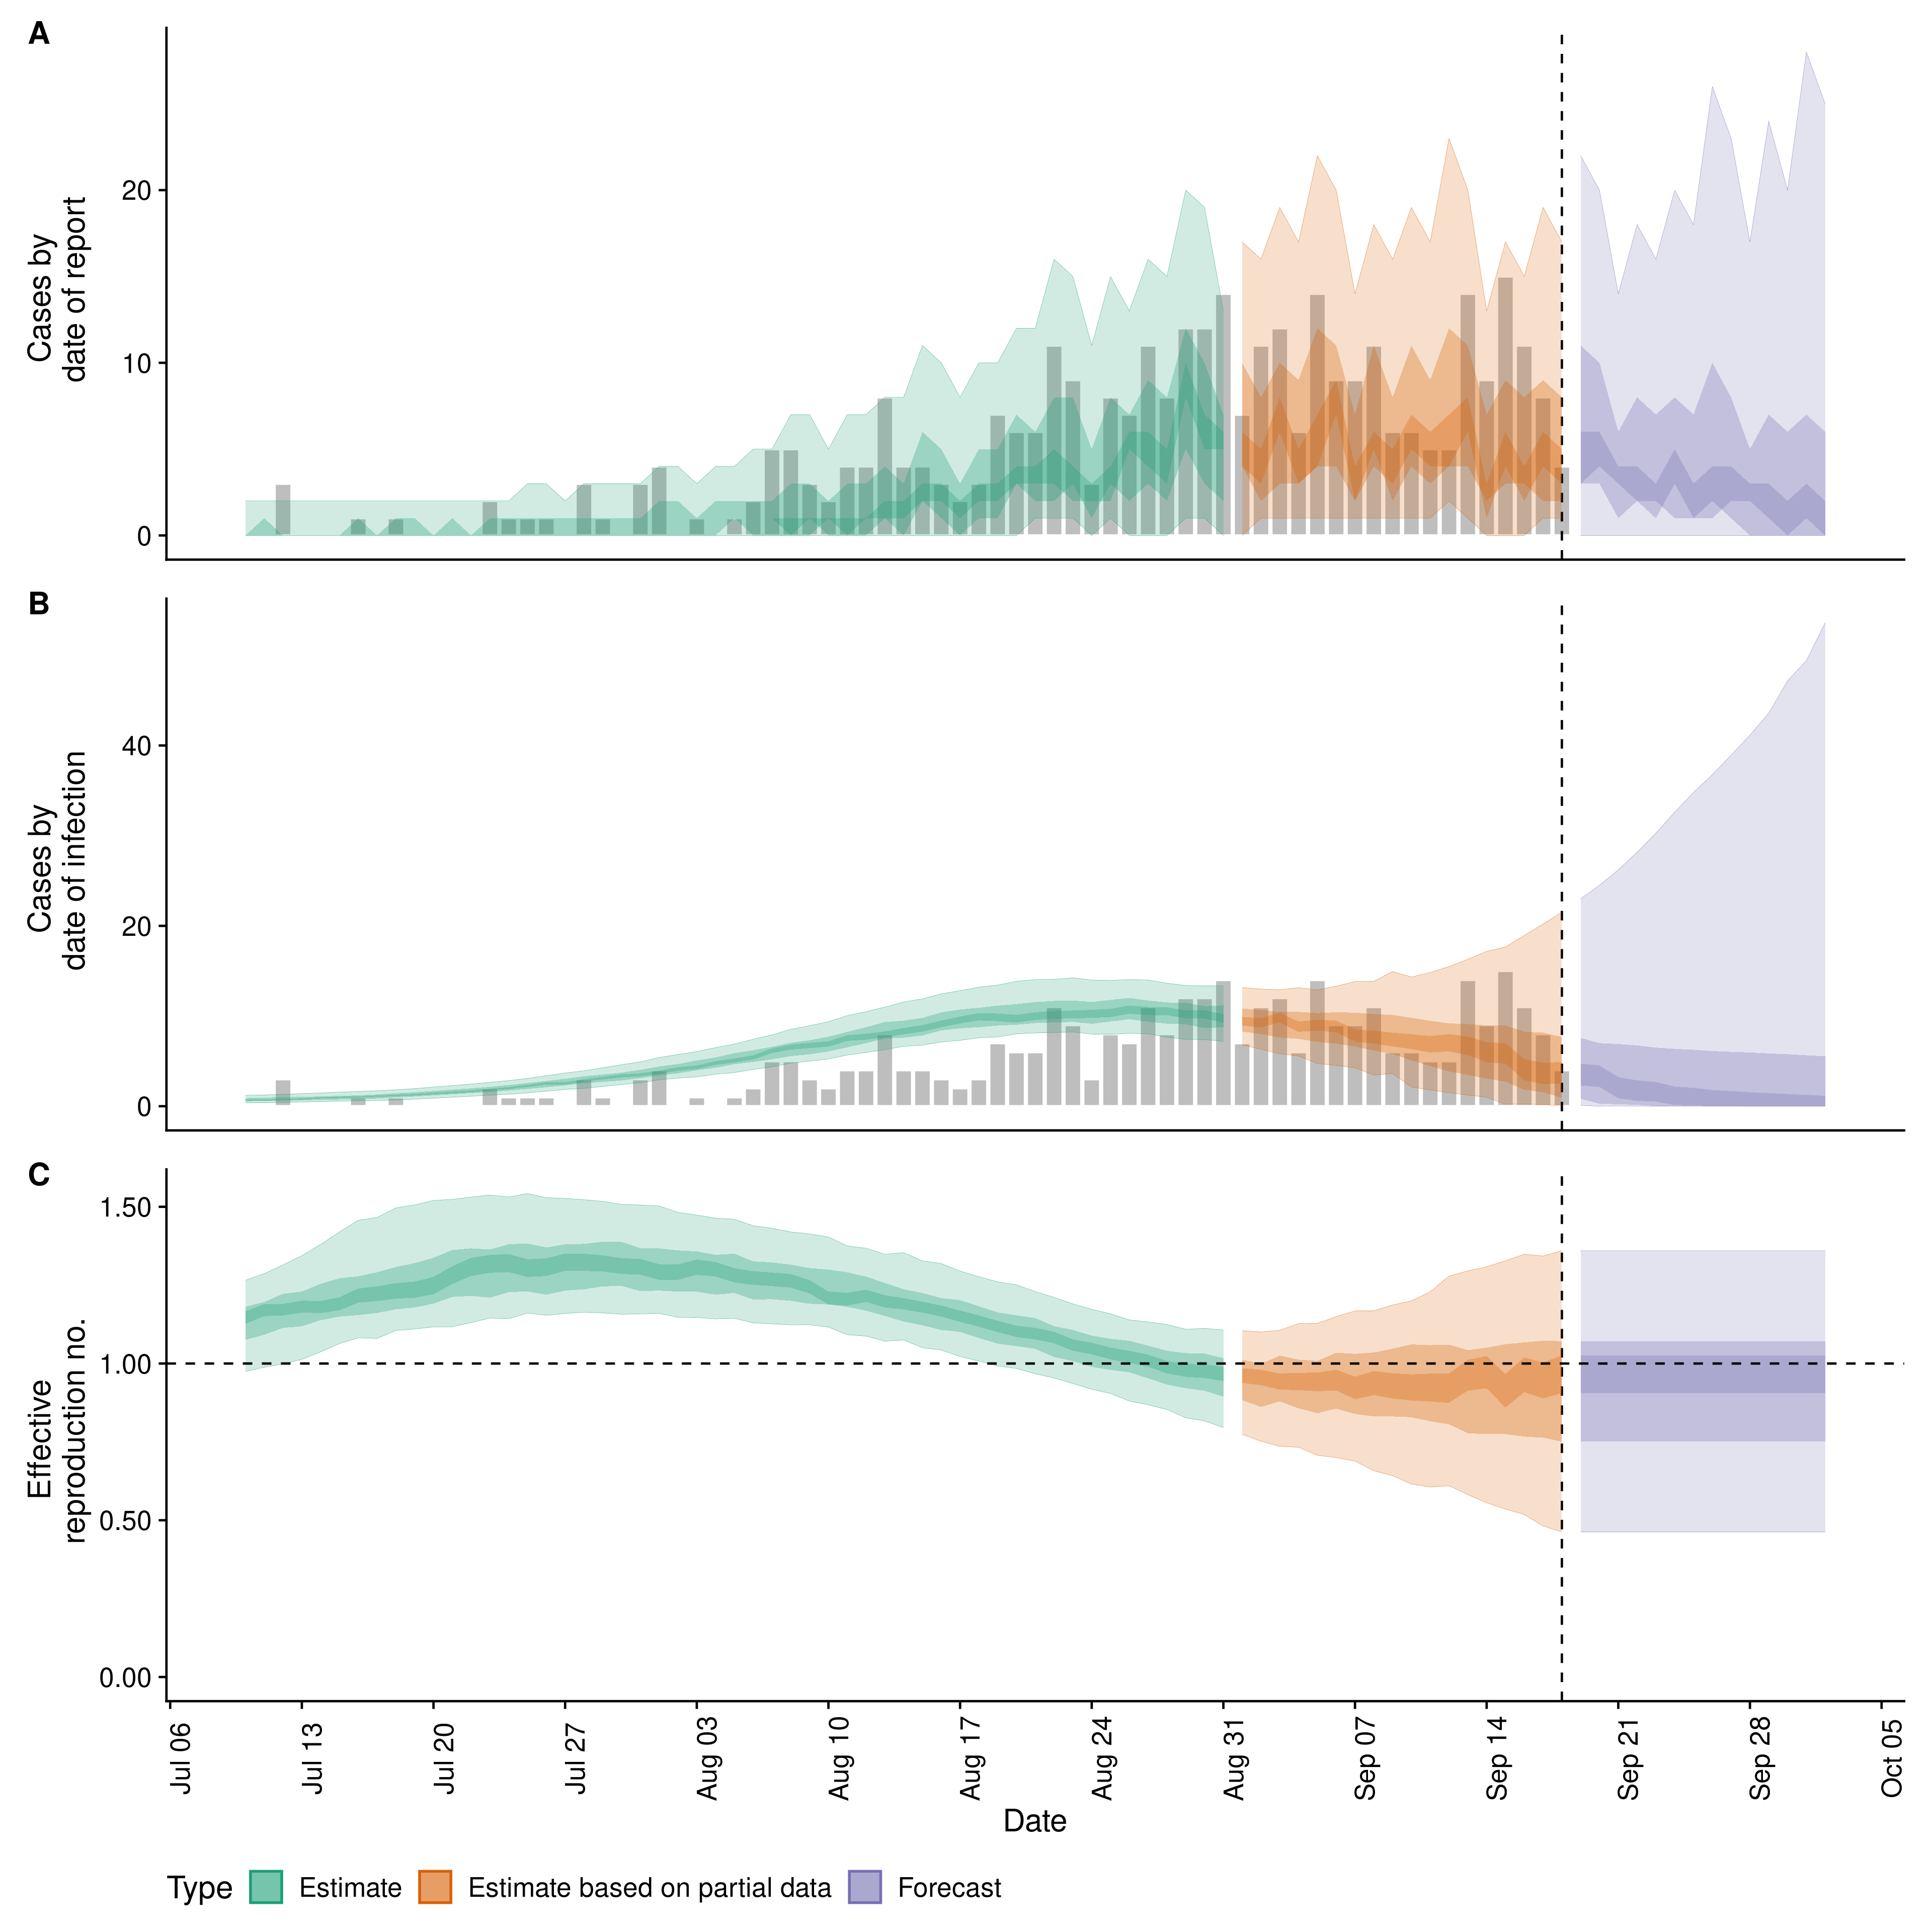 A
Cases by
date of report
20
10
0
B
Cases by
date of infection
40
20
0
C
Effective
reproduction no.
1.50
1.00
0.50
0.00
Jul 06
Jul 13
Jul 20
Jul 27
Aug 03
Aug 10
Aug 17
Aug 24
Aug 31
Sep 07
Sep 14
Sep 21
Sep 28
Oct 05
Date
Type Estimate Estimate based on partial data Forecast